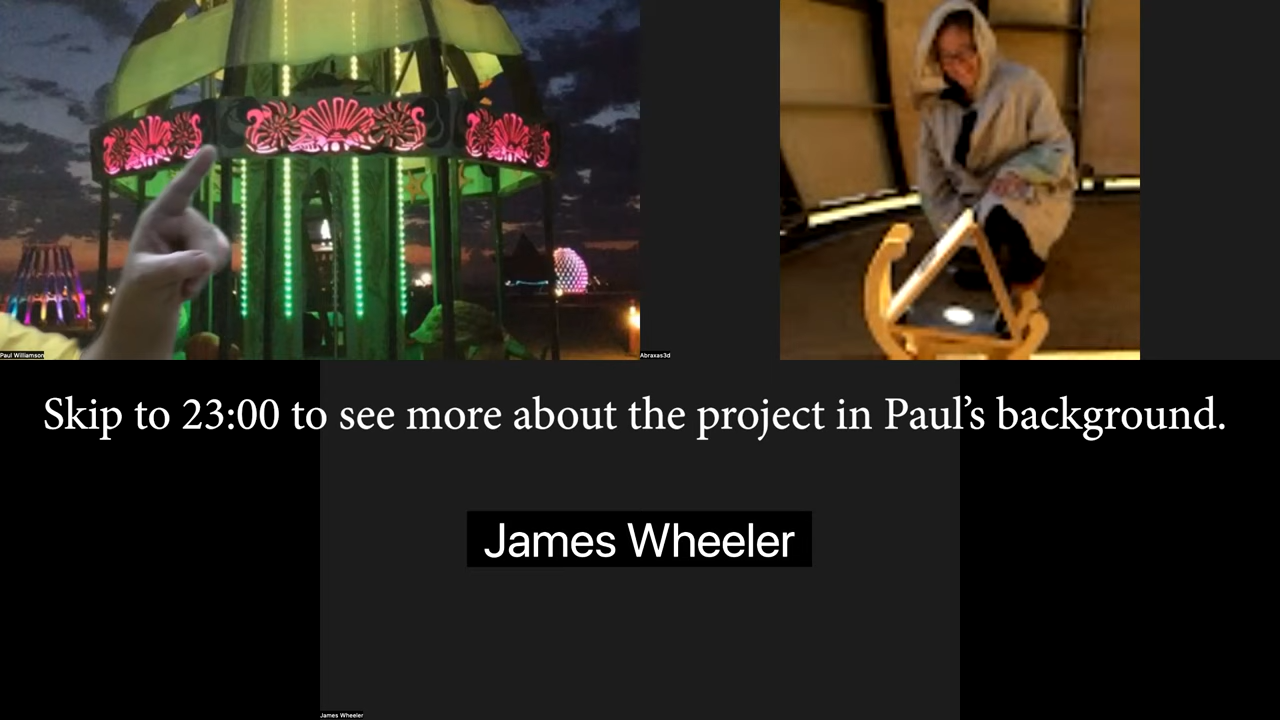 Paul Williamson
Abraxas3d
Skip to 23:00 to see more about the project in Paul’s background.
James Wheeler
James Wheeler